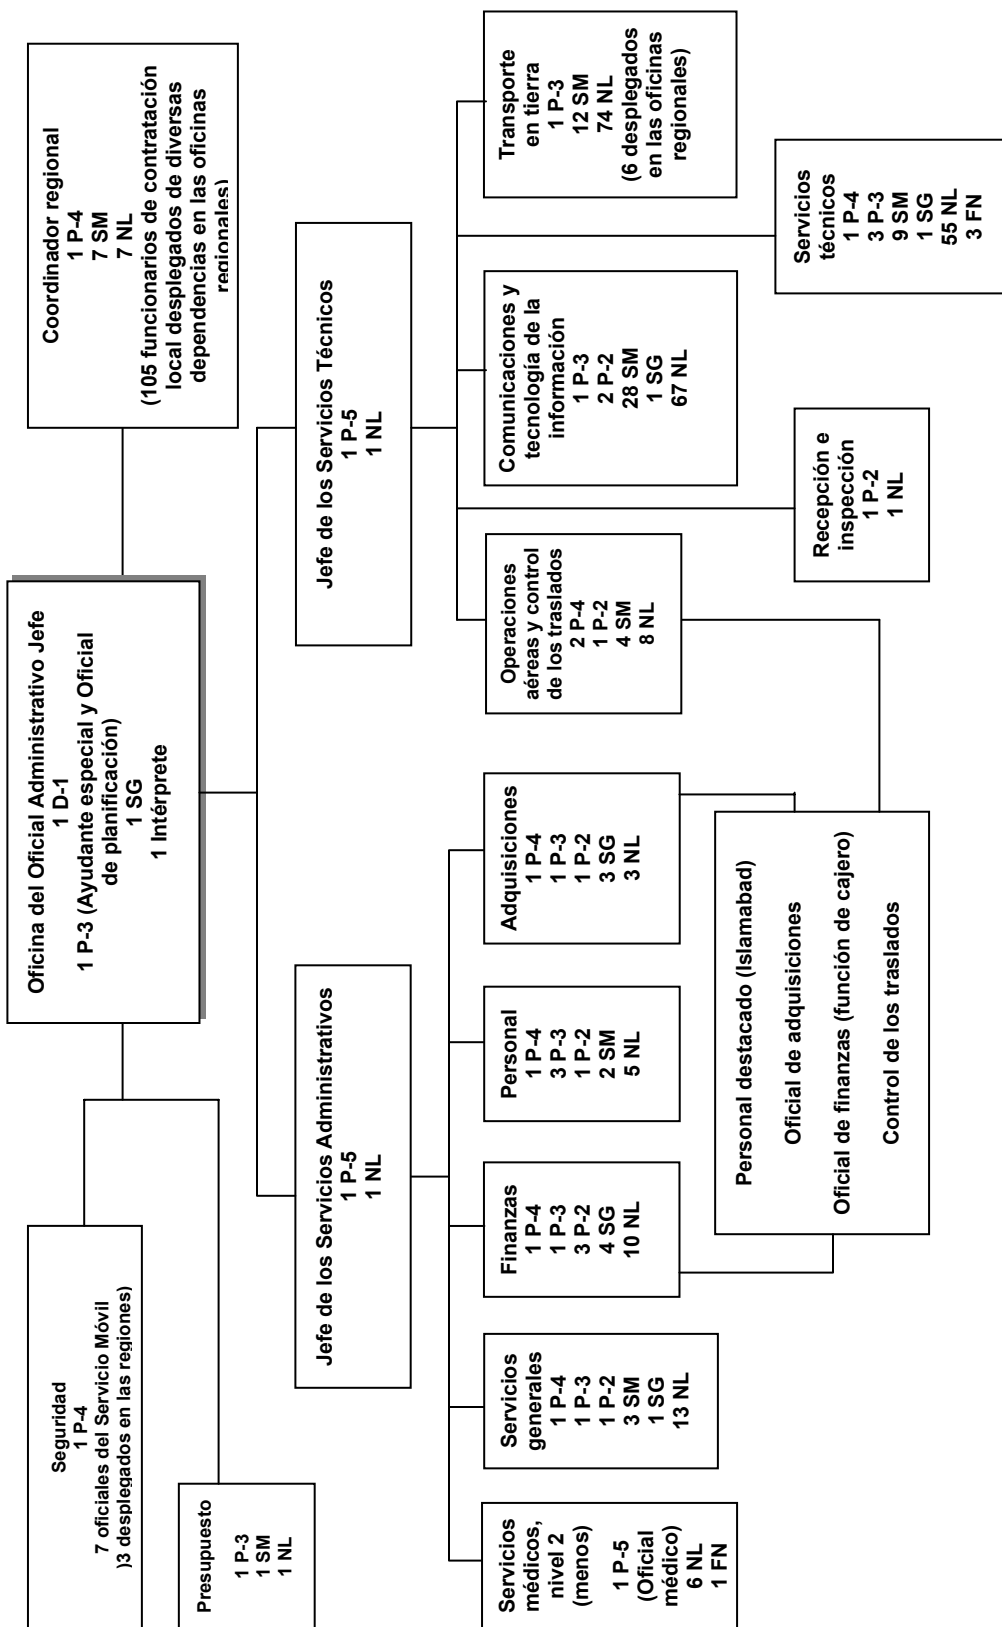 Oficina del Oficial Administrativo Jefe
1 D-1
1 P-3 (Ayudante especial y Oficial
de planificación)
1 SG
1 Intérprete
Seguridad
1 P-4
7 oficiales del Servicio Móvil
)3 desplegados en las regiones)
Presupuesto
1 P-3
1 SM
1 NL
Coordinador regional
1 P-4
7 SM
7 NL
(105 funcionarios de contratación
local desplegados de diversas
dependencias en las oficinas
regionales)
Jefe de los Servicios Administrativos
1 P-5
1 NL
Jefe de los Servicios Técnicos
1 P-5
1 NL
Servicios
médicos,
nivel 2
(menos)
1 P-5
(Oficial
médico)
6 NL
1 FN
Servicios
generales
1 P-4
1 P-3
1 P-2
3 SM
1 SG
13 NL
Finanzas
1 P-4
1 P-3
3 P-2
4 SG
10 NL
Personal
1 P-4
3 P-3
1 P-2
2 SM
5 NL
Adquisiciones
1 P-4
1 P-3
1 P-2
3 SG
3 NL
Operaciones
aéreas y control
de los traslados
2 P-4
1 P-2
4 SM
8 NL
Comunicaciones y
tecnología de la
información
1 P-3
2 P-2
28 SM
1 SG
67 NL
Transporte
en tierra
1 P-3
12 SM
74 NL
(6 desplegados
en las oficinas
regionales)
Personal destacado (Islamabad)
Oficial de adquisiciones
Oficial de finanzas (función de cajero)
Control de los traslados
Recepción e
inspección
1 P-2
1 NL
Servicios
técnicos
1 P-4
3 P-3
9 SM
1 SG
55 NL
3 FN